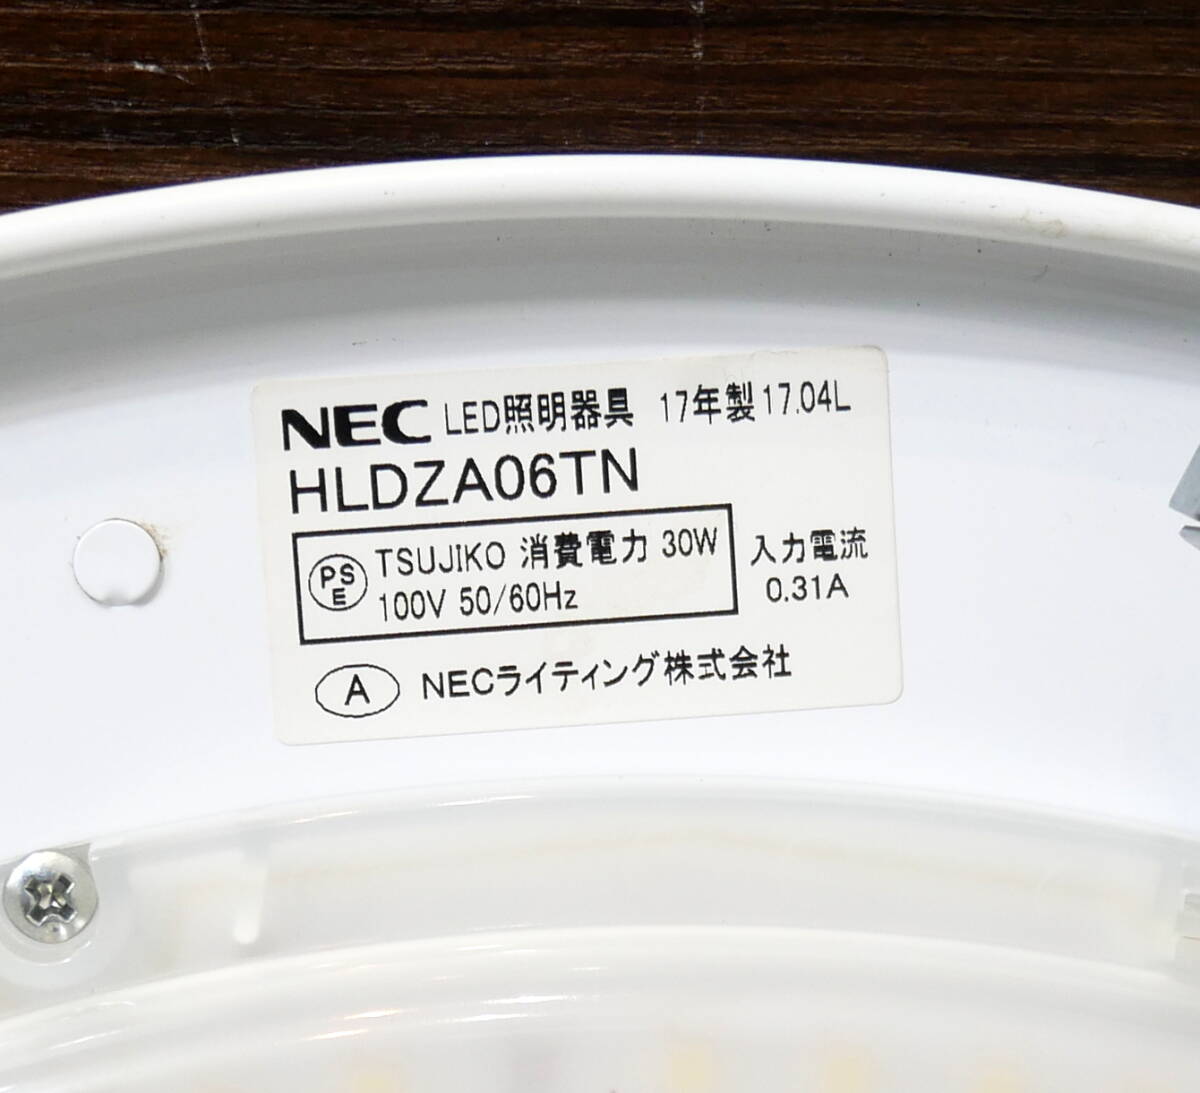 NEC LED照明器具 17年製 17.04L
HLDZA06TN
PSE TSUJIKO 消費電力 30W
100V 50/60Hz
入力電流
0.31A
A NECライティング株式会社